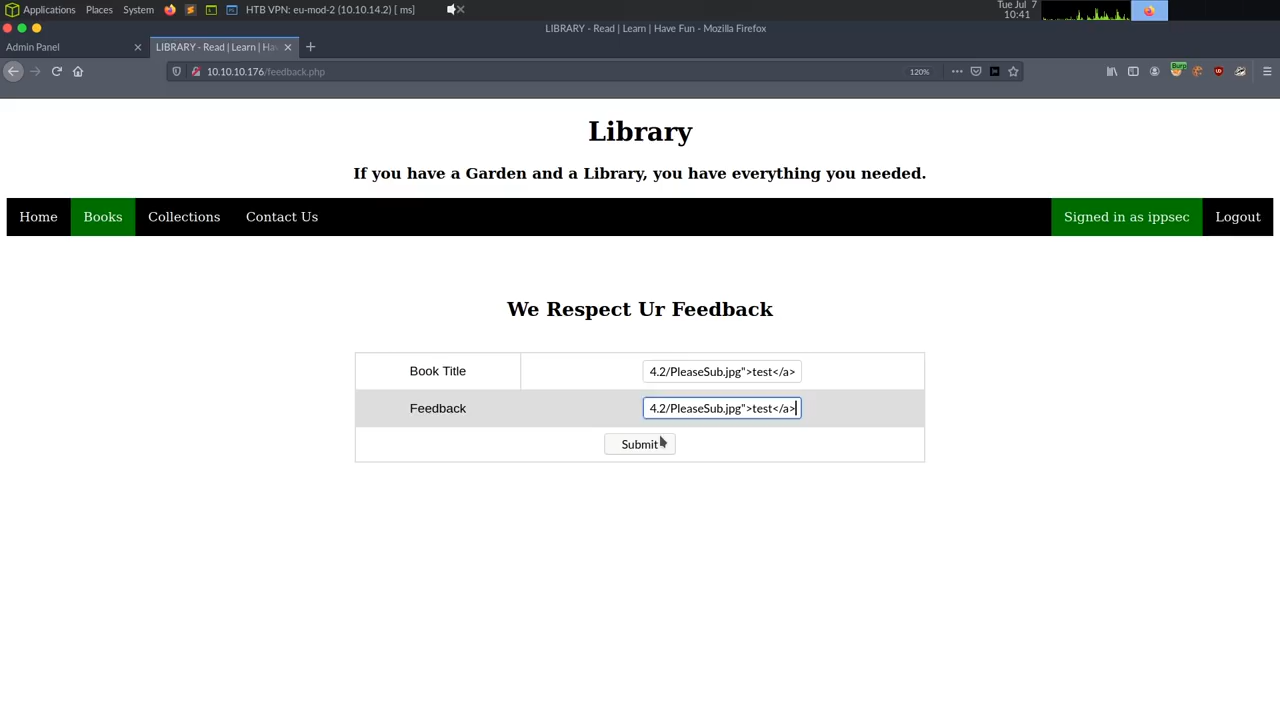 Applications Places System HTB VPN: eu-mod-2 (10.10.14.2) [ ms] Tue Jul 7
10:41
LIBRARY - Read | Learn | Have Fun - Mozilla Firefox
Admin Panel LIBRARY - Read | Learn | Hav
10.10.10.176/feedback.php 120% Burp
Library
If you have a Garden and a Library, you have everything you needed.
Home Books Collections Contact Us Signed in as ippsec Logout
We Respect Ur Feedback
Book Title 4.2/PleaseSub.jpg">test</a>
Feedback 4.2/PleaseSub.jpg">test</a>
Submit